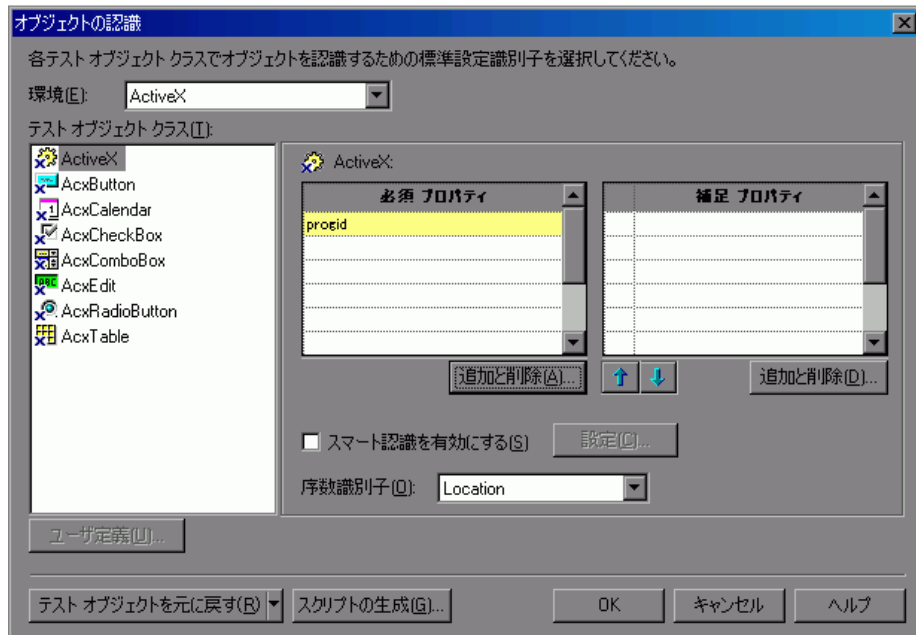 オブジェクトの認識
各テスト オブジェクト クラスでオブジェクトを認識するための標準設定識別子を選択してください。
環境(E): ActiveX
テスト オブジェクト クラス(T):
ActiveX
AcxButton
AcxCalendar
AcxCheckBox
AcxComboBox
AcxEdit
AcxRadioButton
AcxTable
ActiveX:
必須 プロパティ
progid
追加と削除(A)...
補足 プロパティ
追加と削除(D)...
スマート認識を有効にする(S) 設定(C)...
序数識別子(O): Location
ユーザ定義(U)...
テスト オブジェクトを元に戻す(R) スクリプトの生成(G)... OK キャンセル ヘルプ